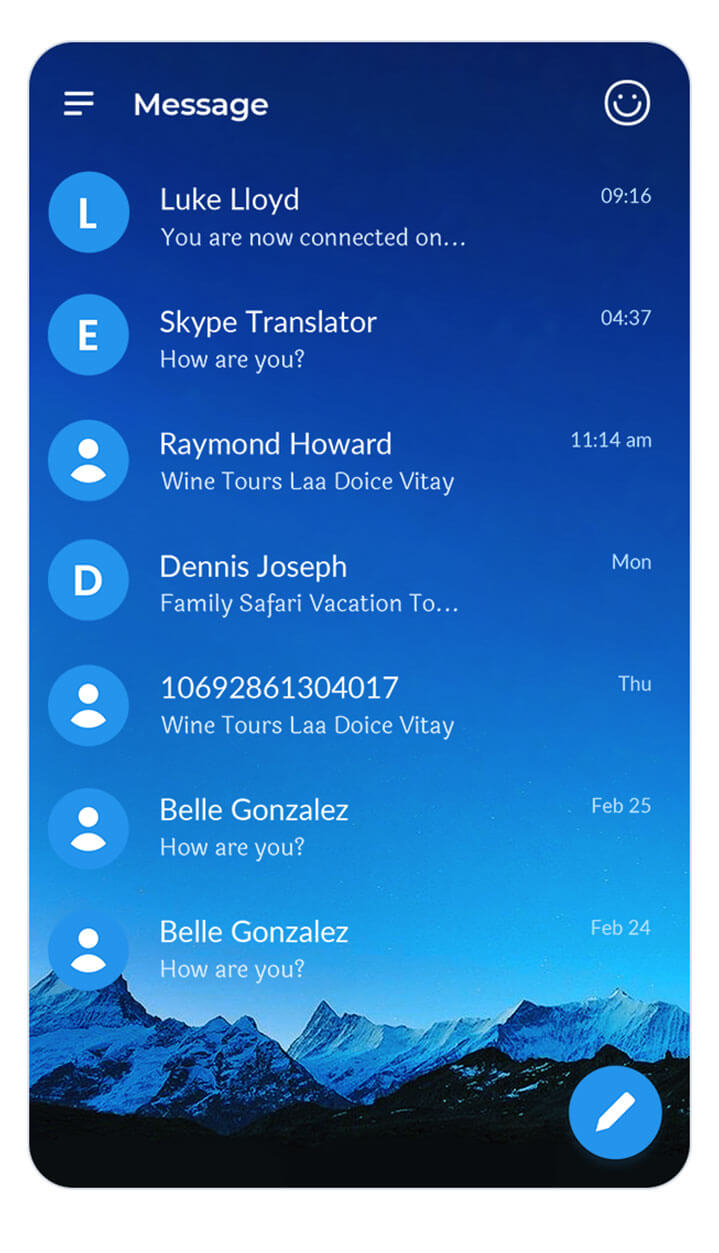 Message
L
Luke Lloyd
09:16
You are now connected on...
E
Skype Translator
04:37
How are you?
Raymond Howard
11:14 am
Wine Tours Laa Doice Vitay
D
Dennis Joseph
Mon
Family Safari Vacation To...
10692861304017
Thu
Wine Tours Laa Doice Vitay
Belle Gonzalez
Feb 25
How are you?
Belle Gonzalez
Feb 24
How are you?